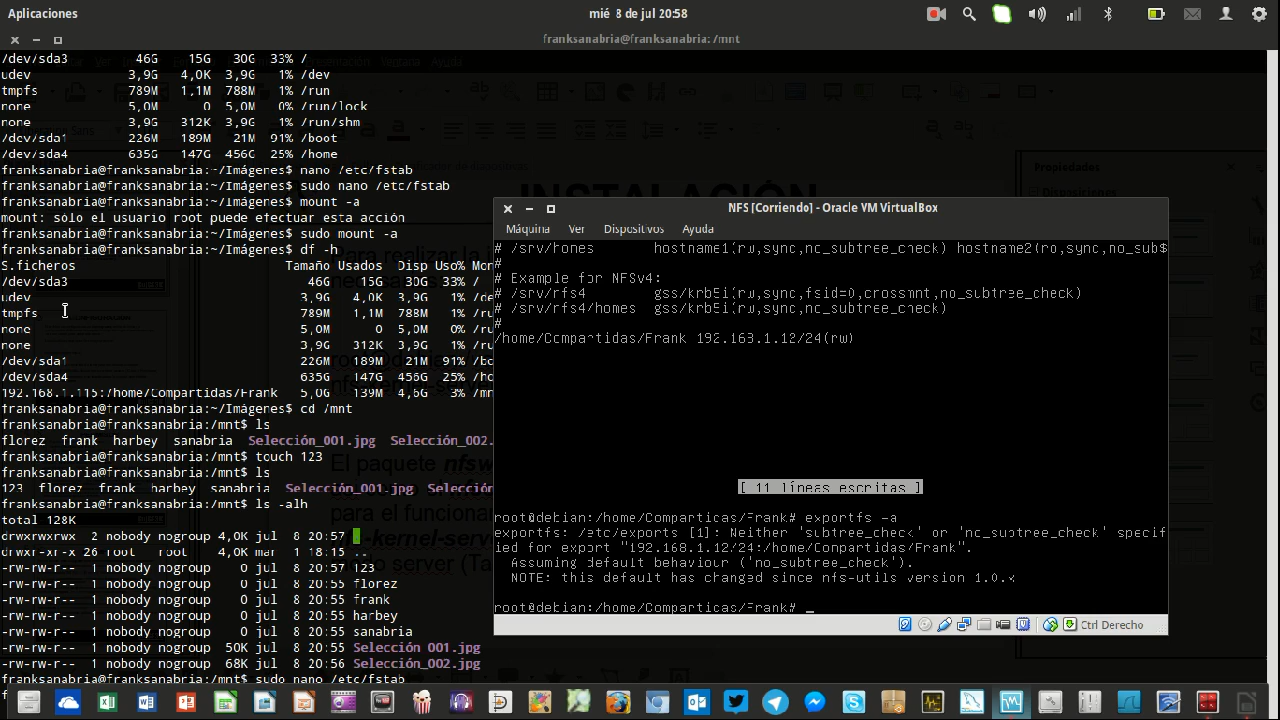 Aplicaciones
mié 8 de jul 20:58
franksanabria@franksanabria: /mnt
/dev/sda3 46G 15G 30G 33% /
udev 3,9G 4,0K 3,9G 1% /dev
tmpfs 789M 1,1M 788M 1% /run
none 5,0M 0 5,0M 0% /run/lock
none 3,9G 312K 3,9G 1% /run/shm
/dev/sda1 226M 189M 21M 91% /boot
/dev/sda4 635G 147G 456G 25% /home
franksanabria@franksanabria:~/Imágenes$ nano /etc/fstab
franksanabria@franksanabria:~/Imágenes$ sudo nano /etc/fstab
franksanabria@franksanabria:~/Imágenes$ mount -a
mount: sólo el usuario root puede efectuar esta acción
franksanabria@franksanabria:~/Imágenes$ sudo mount -a
franksanabria@franksanabria:~/Imágenes$ df -h
S.ficheros Tamaño Usados Disp Uso% Mon
/dev/sda3 46G 15G 30G 33% /
udev 3,9G 4,0K 3,9G 1% /de
tmpfs 789M 1,1M 788M 1% /ru
none 5,0M 0 5,0M 0% /ru
none 3,9G 312K 3,9G 1% /ru
/dev/sda1 226M 189M 21M 91% /bo
/dev/sda4 635G 147G 456G 25% /ho
192.168.1.115:/home/Compartidas/Frank 5,0G 139M 4,6G 3% /mn
franksanabria@franksanabria:~/Imágenes$ cd /mnt
franksanabria@franksanabria:/mnt$ ls
florez frank harbey sanabria Selección_001.jpg Selección_002.
franksanabria@franksanabria:/mnt$ touch 123
franksanabria@franksanabria:/mnt$ ls
123 florez frank harbey sanabria Selección_001.jpg Selecció
franksanabria@franksanabria:/mnt$ ls -alh
total 128K
drwxrwxrwx 2 nobody nogroup 4,0K jul 8 20:57
drwxr-xr-x 26 root root 4,0K mar 1 18:15 ..
-rw-rw-r-- 1 nobody nogroup 0 jul 8 20:57 123
-rw-rw-r-- 1 nobody nogroup 0 jul 8 20:55 florez
-rw-rw-r-- 1 nobody nogroup 0 jul 8 20:55 frank
-rw-rw-r-- 1 nobody nogroup 0 jul 8 20:55 harbey
-rw-rw-r-- 1 nobody nogroup 0 jul 8 20:55 sanabria
-rw-rw-r-- 1 nobody nogroup 50K jul 8 20:55 Selección_001.jpg
-rw-rw-r-- 1 nobody nogroup 68K jul 8 20:56 Selección_002.jpg
franksanabria@franksanabria:/mnt$ sudo nano /etc/fstab
INSTALACIÓN
Para realizar la i
El paquete nfsw
para el funcionar
Propiedades
Disposiciones
NFS [Corriendo] - Oracle VM VirtualBox
Máquina Ver Dispositivos Ayuda
# /srv/homes hostname1(rw,sync,no_subtree_check) hostname2(ro,sync,no_sub$
#
# Example for NFSv4:
# /srv/nfs4 gss/krb5i(rw,sync,fsid=0,crossmnt,no_subtree_check)
# /srv/nfs4/homes gss/krb5i(rw,sync,no_subtree_check)
#
/home/Compartidas/Frank 192.168.1.12/24(rw)
[ 11 líneas escritas ]
root@debian:/home/Compartidas/Frank# exportfs -a
exportfs: /etc/exports [1]: Neither 'subtree_check' or 'no_subtree_check' specif
ied for export "192.168.1.12/24:/home/Compartidas/Frank".
Assuming default behaviour ('no_subtree_check').
NOTE: this default has changed since nfs-utils version 1.0.x
root@debian:/home/Compartidas/Frank# _
Ctrl Derecho